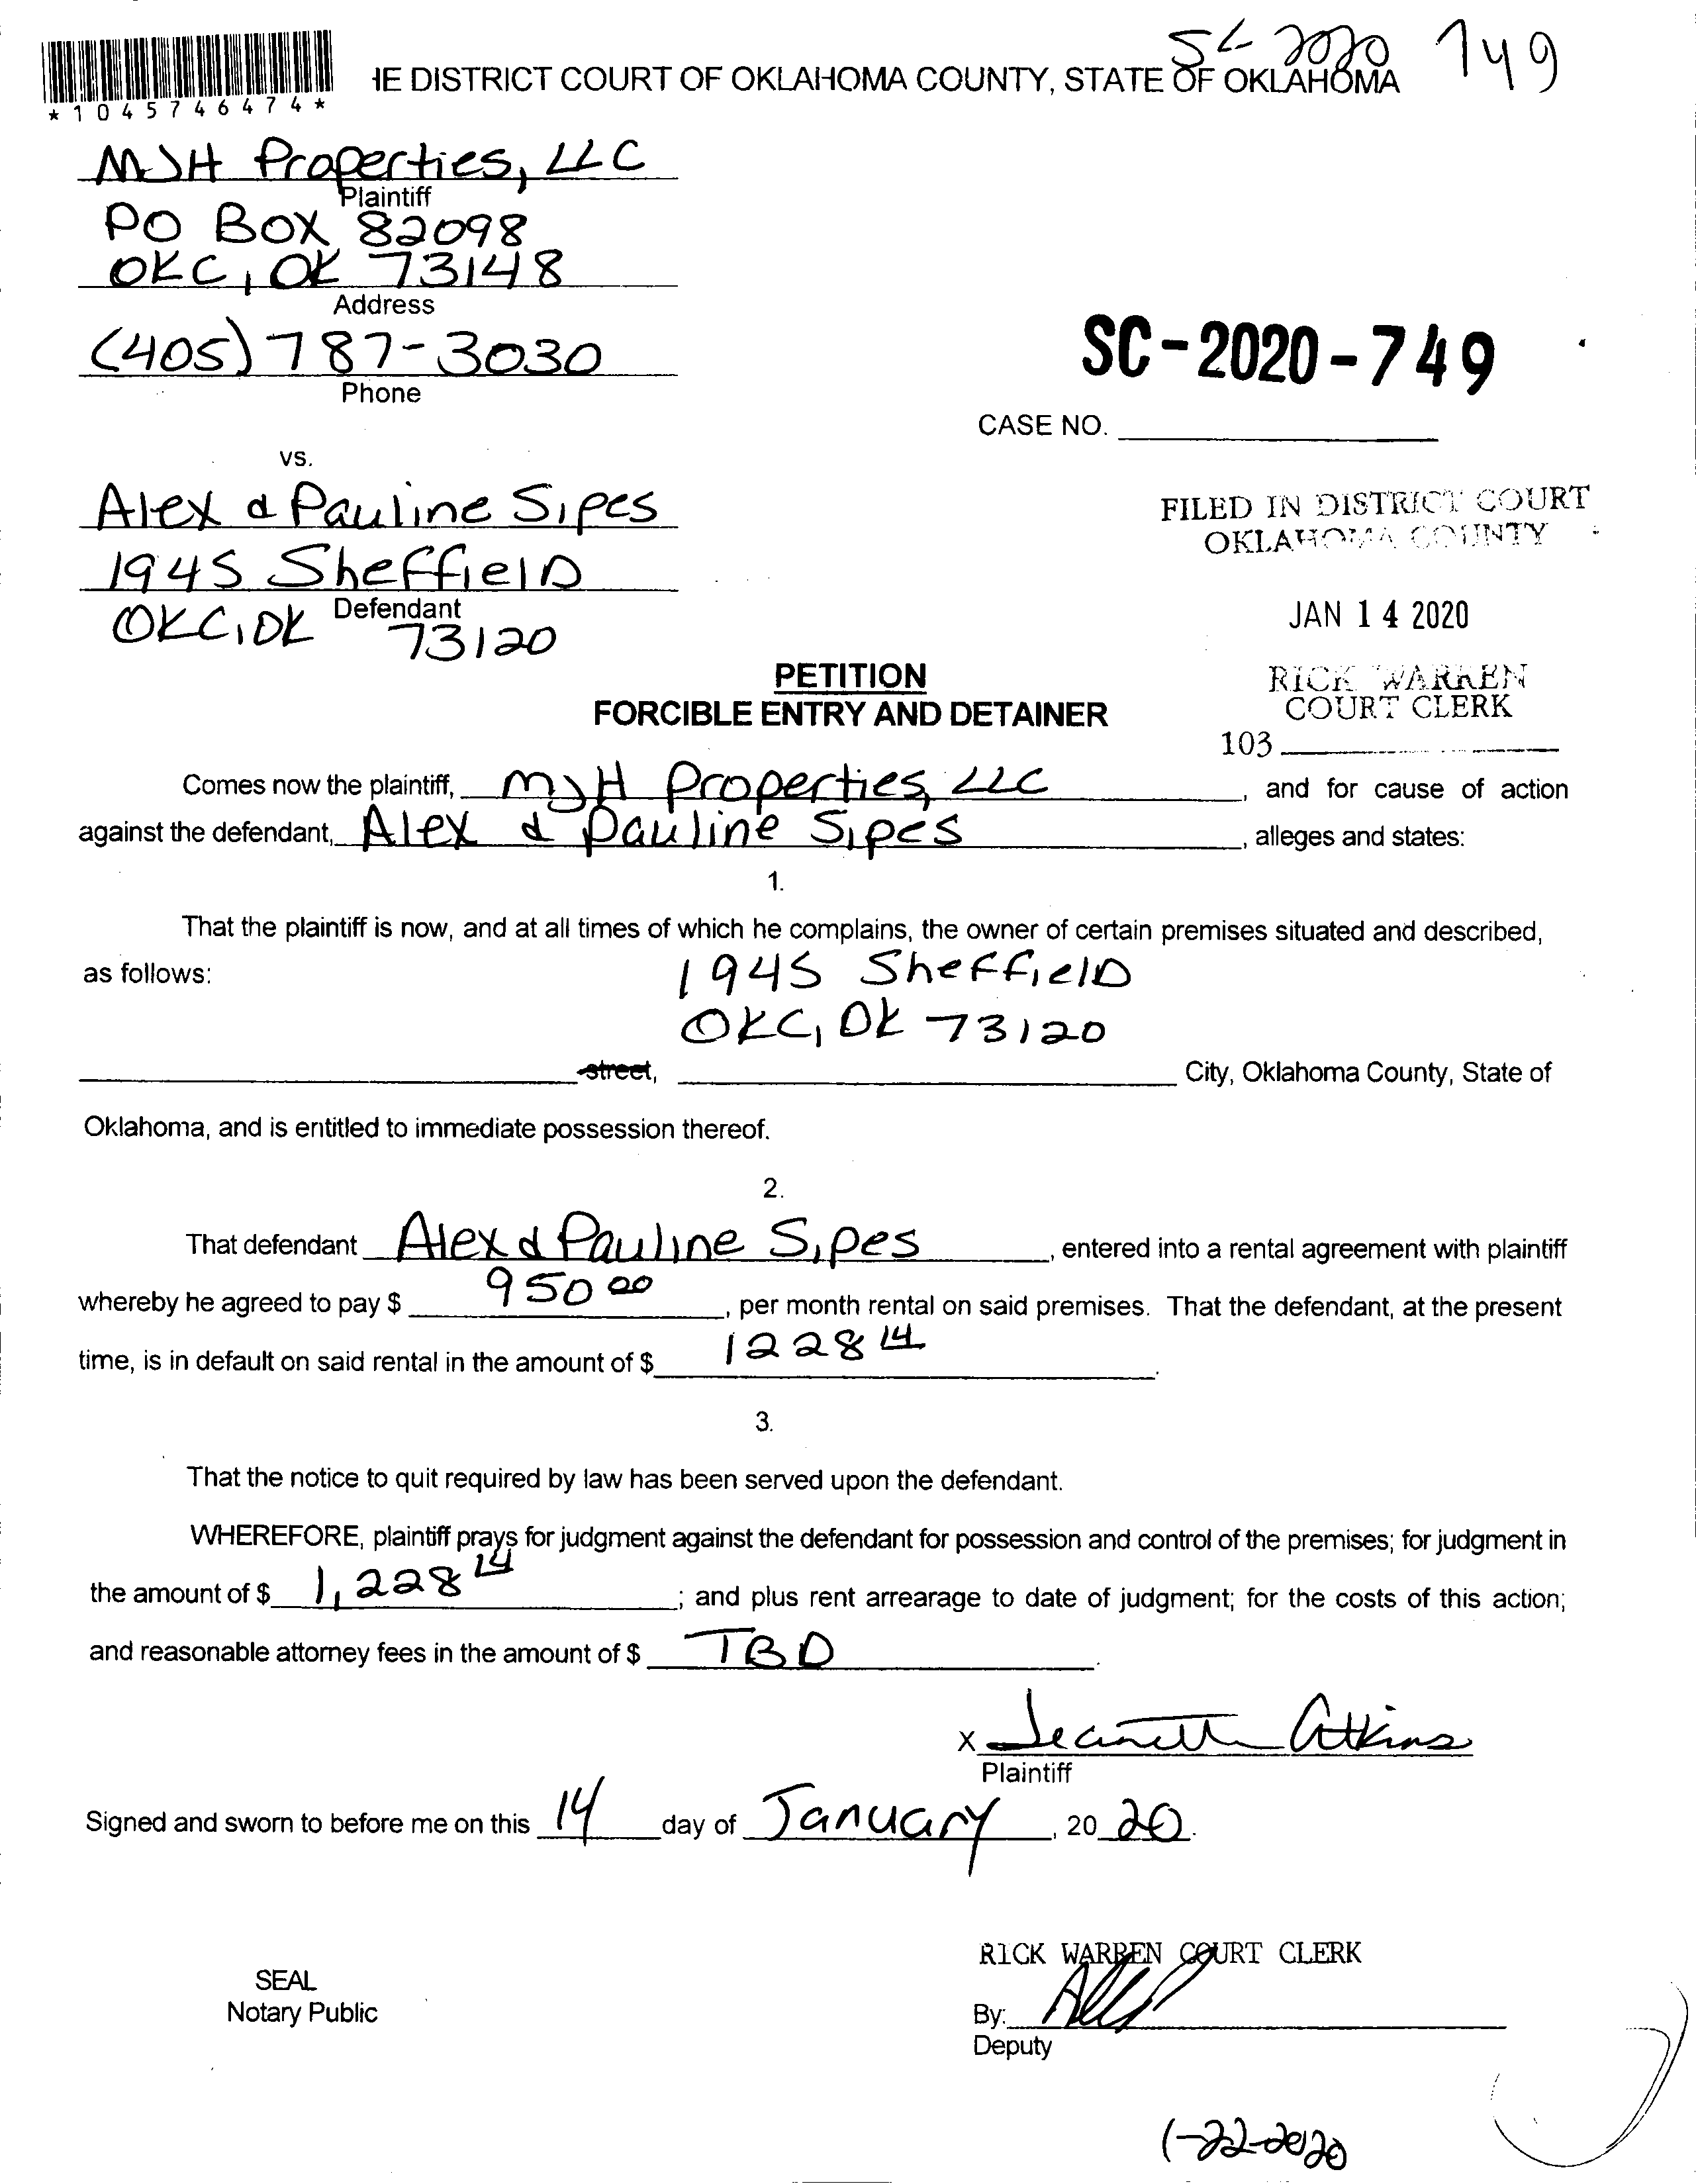 SC 2020 749
*1045746474*
HE DISTRICT COURT OF OKLAHOMA COUNTY, STATE OF OKLAHOMA
MJH Properties, LLC
Plaintiff
PO BOX 82098
OKC, OK 73148
Address
(405) 787-3030
Phone
SC-2020-749
CASE NO.
vs.
Alex & Pauline Sipes
1945 Sheffield
Defendant
OKC, OK 73120
FILED IN DISTRICT COURT
OKLAHOMA COUNTY
JAN 14 2020
RICK WARREN
COURT CLERK
103
PETITION
FORCIBLE ENTRY AND DETAINER
Comes now the plaintiff, MJH Properties, LLC, and for cause of action
against the defendant, Alex & Pauline Sipes, alleges and states:
1.
That the plaintiff is now, and at all times of which he complains, the owner of certain premises situated and described,
as follows: 1945 Sheffield
OKC, OK 73120
street, City, Oklahoma County, State of
Oklahoma, and is entitled to immediate possession thereof.
2.
That defendant Alex & Pauline Sipes, entered into a rental agreement with plaintiff
whereby he agreed to pay $ 950 00, per month rental on said premises. That the defendant, at the present
time, is in default on said rental in the amount of $ 1228 14.
3.
That the notice to quit required by law has been served upon the defendant.
WHEREFORE, plaintiff prays for judgment against the defendant for possession and control of the premises; for judgment in
the amount of $ 1,228 14; and plus rent arrearage to date of judgment; for the costs of this action;
and reasonable attorney fees in the amount of $ TBD.
X Jeanett Atkins
Plaintiff
Signed and sworn to before me on this 14 day of January, 20 20.
RICK WARREN COURT CLERK
SEAL
Notary Public
By:
Deputy
1-22-2020